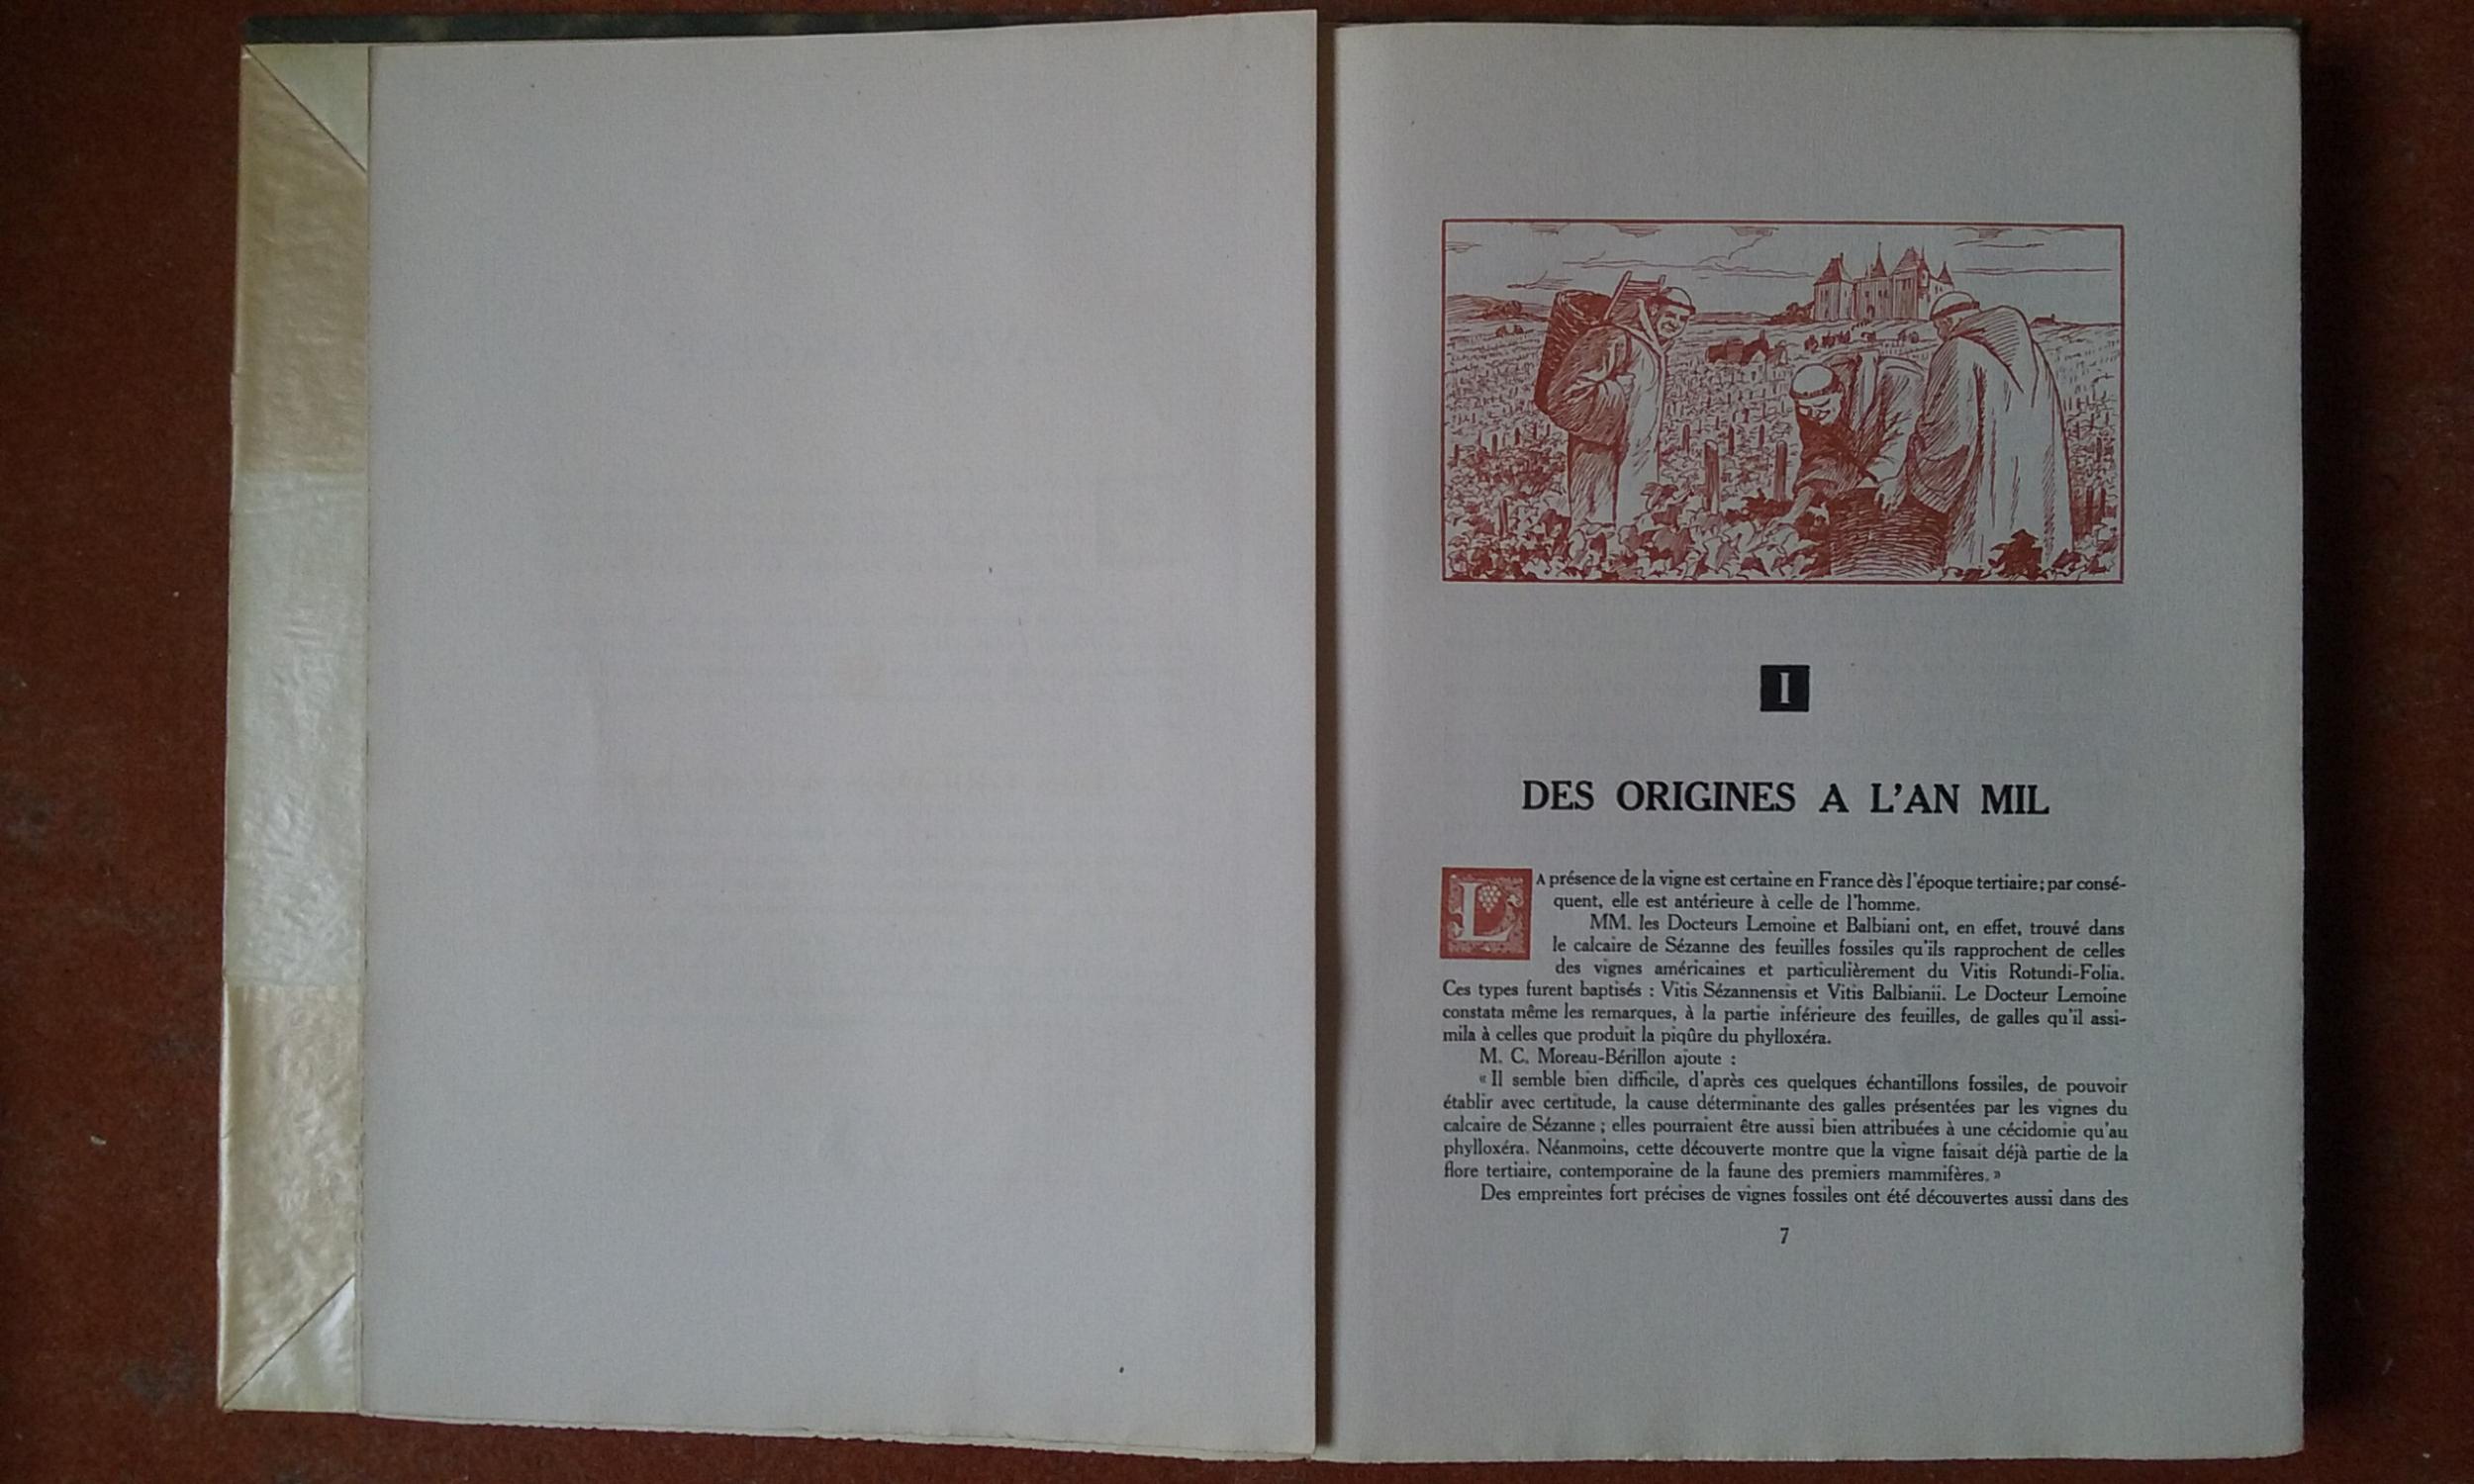 I
DES ORIGINES A L'AN MIL
LA présence de la vigne est certaine en France dès l'époque tertiaire; par consé-
quent, elle est antérieure à celle de l'homme.
MM. les Docteurs Lemoine et Balbiani ont, en effet, trouvé dans
le calcaire de Sézanne des feuilles fossiles qu'ils rapprochent de celles
des vignes américaines et particulièrement du Vitis Rotundi-Folia.
Ces types furent baptisés : Vitis Sézannensis et Vitis Balbianii. Le Docteur Lemoine
constata même les remarques, à la partie inférieure des feuilles, de galles qu'il assi-
mila à celles que produit la piqûre du phylloxéra.
M. C. Moreau-Bérillon ajoute :
« Il semble bien difficile, d'après ces quelques échantillons fossiles, de pouvoir
établir avec certitude, la cause déterminante des galles présentées par les vignes du
calcaire de Sézanne ; elles pourraient être aussi bien attribuées à une cécidomie qu'au
phylloxéra. Néanmoins, cette découverte montre que la vigne faisait déjà partie de la
flore tertiaire, contemporaine de la faune des premiers mammifères. »
Des empreintes fort précises de vignes fossiles ont été découvertes aussi dans des
7